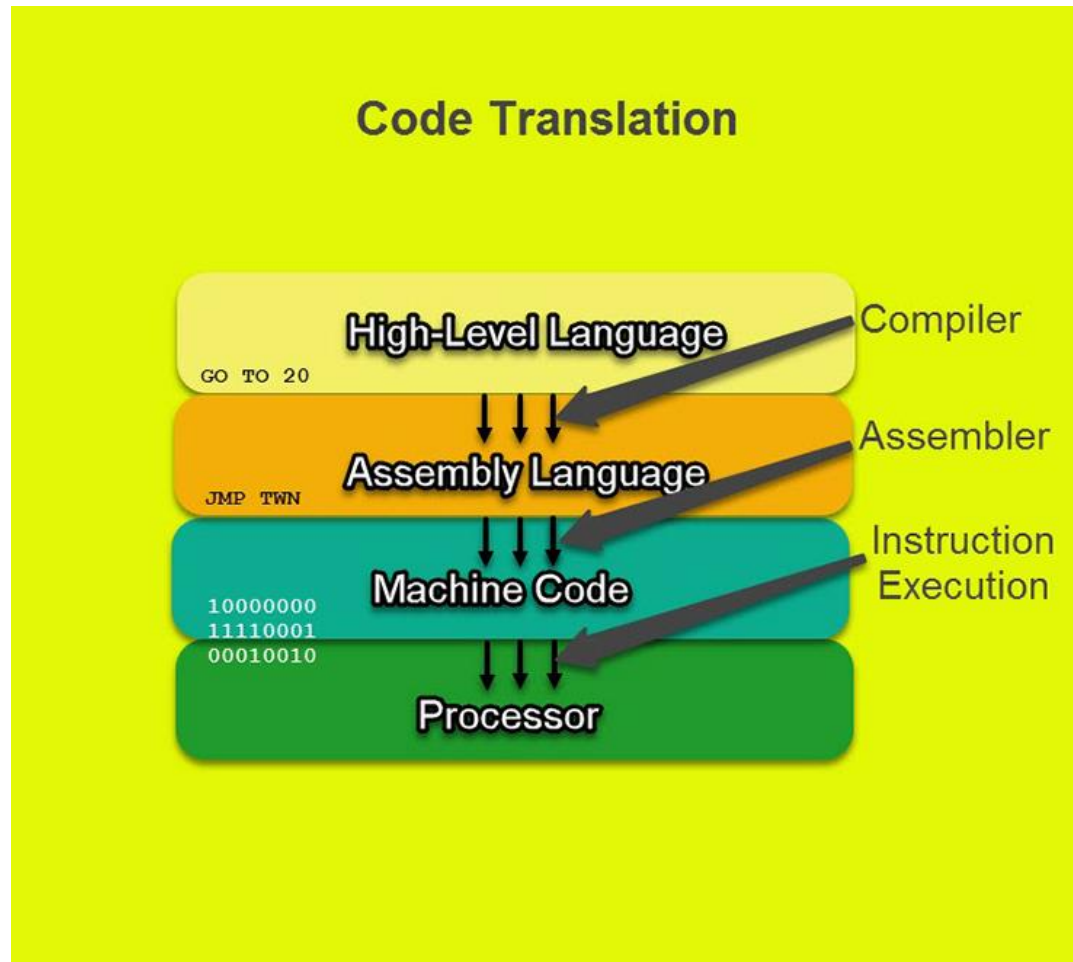 Code Translation
High-Level Language
GO TO 20
Compiler
Assembly Language
JMP TWN
Assembler
Machine Code
10000000
11110001
00010010
Instruction
Execution
Processor